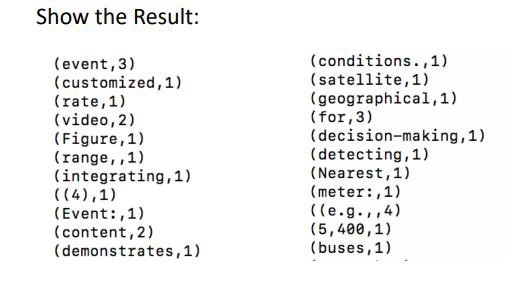 Show the Result:
(event,3)
(customized,1)
(rate,1)
(video,2)
(Figure,1)
(range,,1)
(integrating,1)
((4),1)
(Event:,1)
(content,2)
(demonstrates,1)
(conditions.,1)
(satellite,1)
(geographical,1)
(for,3)
(decision-making,1)
(detecting,1)
(Nearest,1)
(meter:,1)
((e.g.,,4)
(5,400,1)
(buses,1)